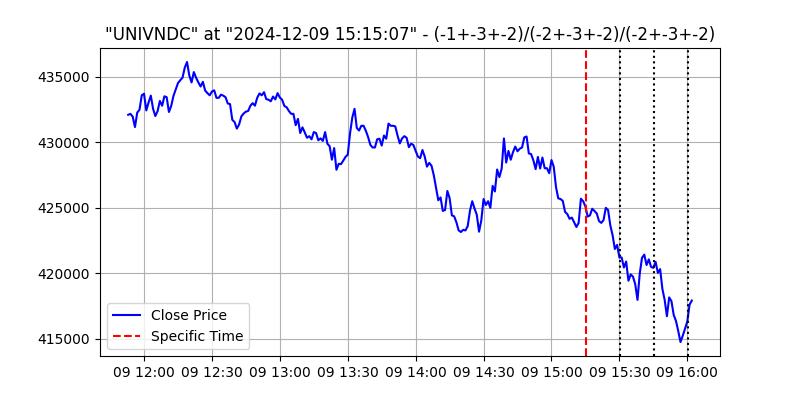 "UNIVNDC" at "2024-12-09 15:15:07" - (-1+-3+-2)/(-2+-3+-2)/(-2+-3+-2)
435000
430000
425000
420000
415000
Close Price
Specific Time
09 12:00 09 12:30 09 13:00 09 13:30 09 14:00 09 14:30 09 15:00 09 15:30 09 16:00